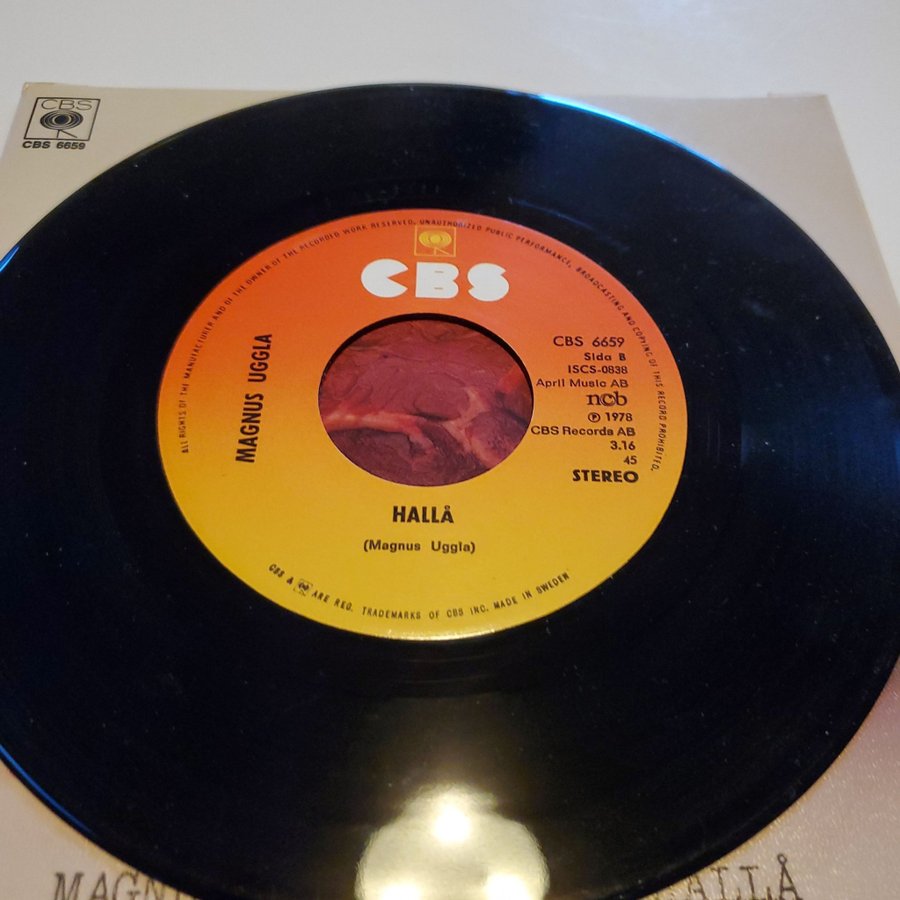 CBS
CBS 6659
ALL RIGHTS OF THE MANUFACTURER AND OF THE OWNER OF THE RECORDED WORK RESERVED. UNAUTHORIZED PUBLIC PERFORMANCE, BROADCASTING AND COPYING OF THIS RECORD PROHIBITED.
CBS
MAGNUS UGGLA
CBS 6659
Sida B
ISCS-0838
April Music AB
ncb
℗ 1978
CBS Records AB
3.16
45
STEREO
HALLÅ
(Magnus Uggla)
CBS & ARE REG. TRADEMARKS OF CBS INC. MADE IN SWEDEN